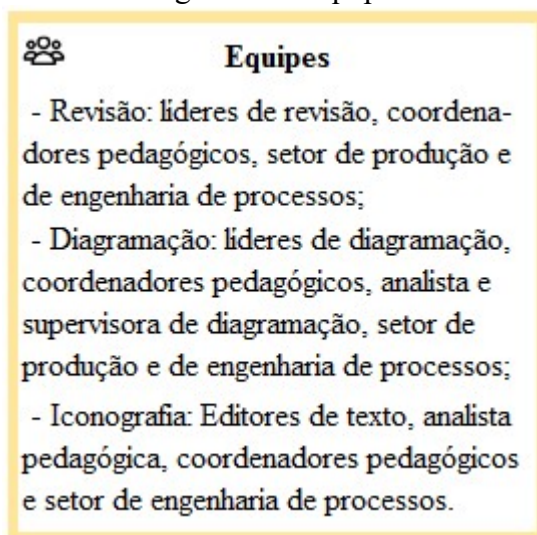 Equipes
- Revisão: líderes de revisão, coordena-
dores pedagógicos, setor de produção e
de engenharia de processos;
- Diagramação: líderes de diagramação,
coordenadores pedagógicos, analista e
supervisora de diagramação, setor de
produção e de engenharia de processos;
- Iconografia: Editores de texto, analista
pedagógica, coordenadores pedagógicos
e setor de engenharia de processos.